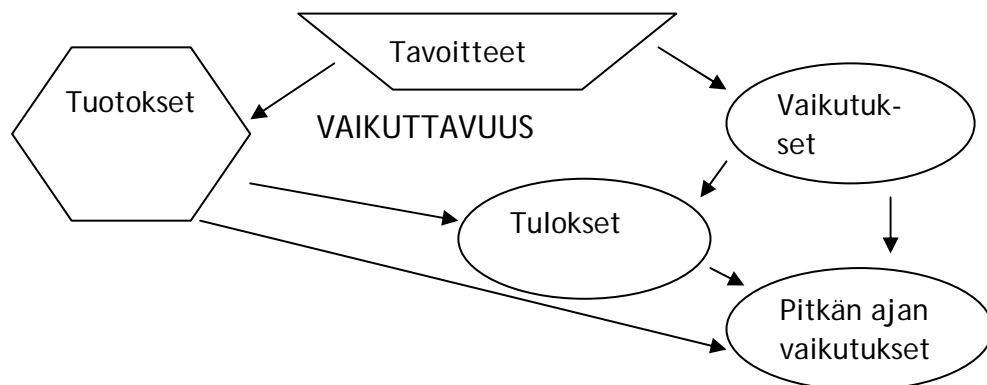 Tavoitteet
Tuotokset
Vaikutuk-
set
VAIKUTTAVUUS
Tulokset
Pitkän ajan
vaikutukset